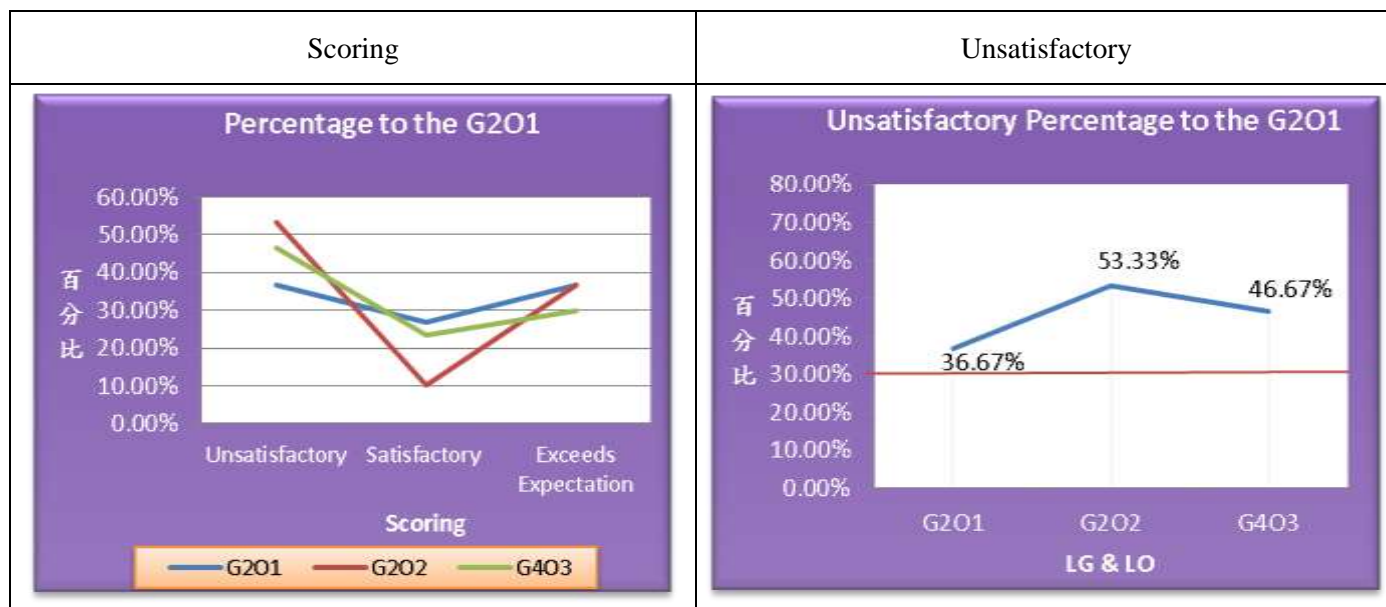 Scoring
Unsatisfactory
Percentage to the G2O1
60.00%
50.00%
40.00%
30.00%
20.00%
10.00%
0.00%
百分比
Unsatisfactory
Satisfactory
Exceeds
Expectation
Scoring
G2O1
G2O2
G4O3
Unsatisfactory Percentage to the G2O1
80.00%
70.00%
60.00%
50.00%
40.00%
30.00%
20.00%
10.00%
0.00%
百分比
36.67%
53.33%
46.67%
G2O1
G2O2
G4O3
LG & LO